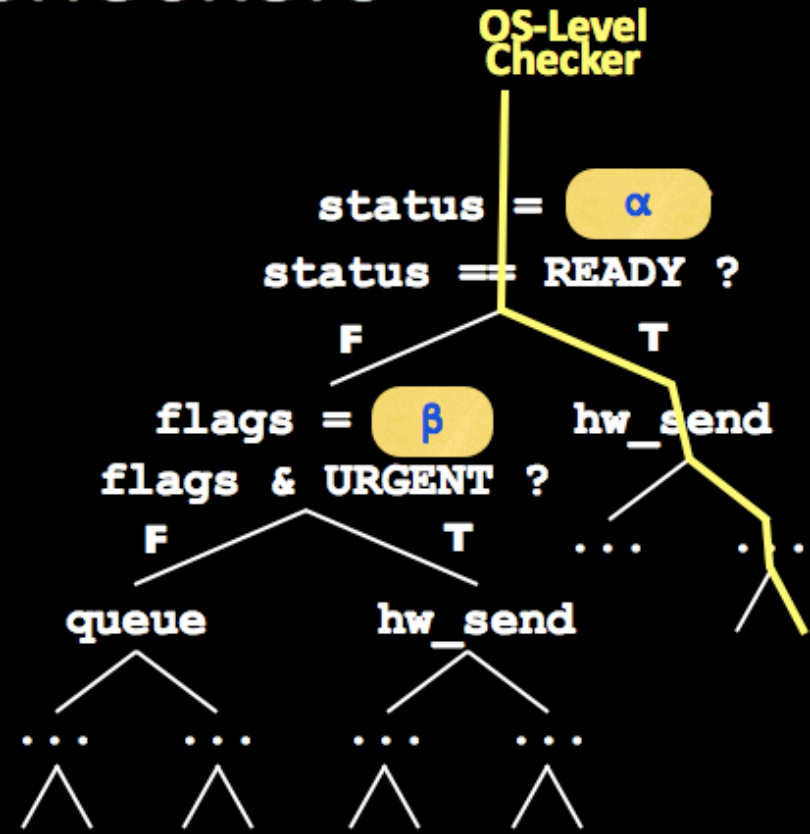 OS-Level
Checker
status = α
status == READY ?
F T
flags = β hw_send
flags & URGENT ?
F T
... ...
queue hw_send
... ... ... ...